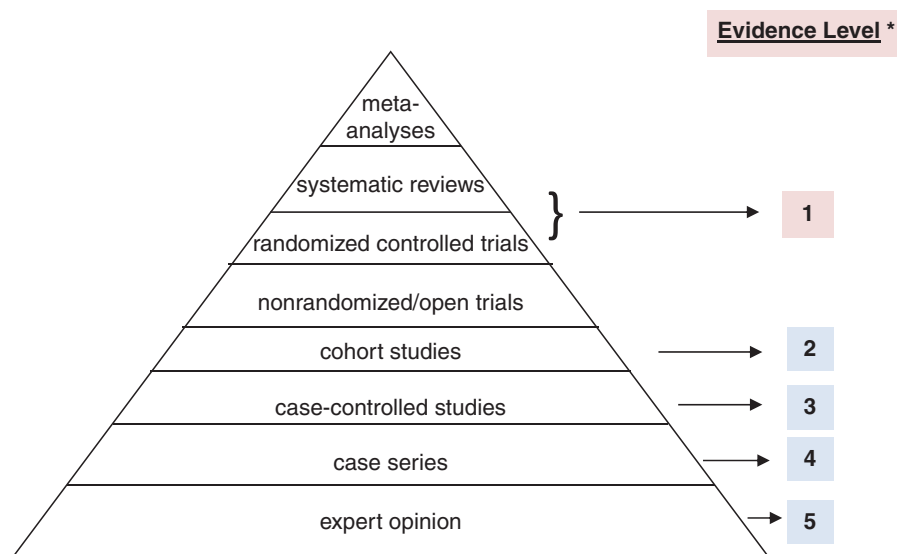 Evidence Level *
meta-
analyses
systematic reviews
}
1
randomized controlled trials
nonrandomized/open trials
cohort studies
2
case-controlled studies
3
case series
4
expert opinion
5